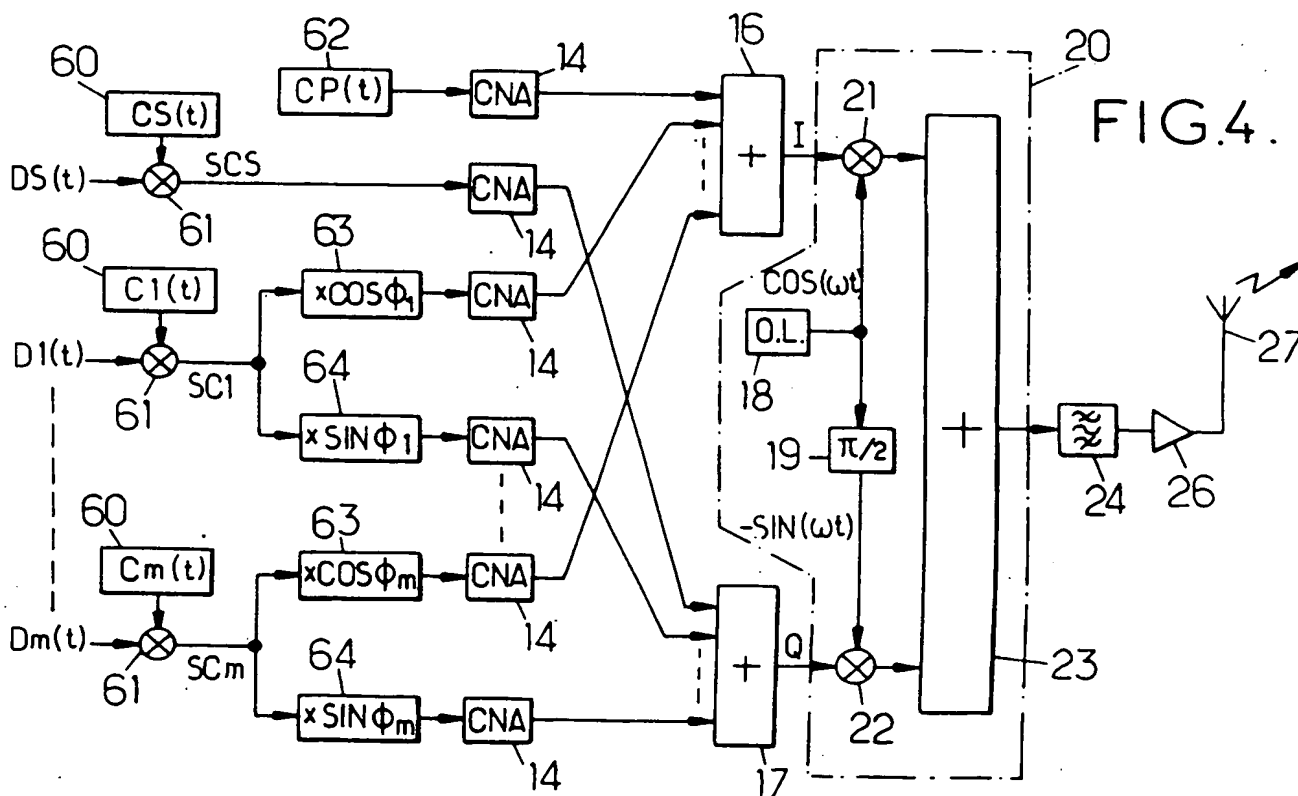 FIG.4.
60
62
14
16
20
CS(t)
CP(t)
CNA
21
DS(t)
SCS
CNA
I
61
14
+
60
63
C1(t)
xCOSΦ1
CNA
COS(ωt)
D1(t)
SC1
14
O.L.
27
61
64
18
xSINΦ1
CNA
19
π/2
+
14
24
26
60
63
-SIN(ωt)
Cm(t)
xCOSΦm
CNA
Dm(t)
SCm
14
+
Q
61
64
22
23
xSINΦm
CNA
14
17